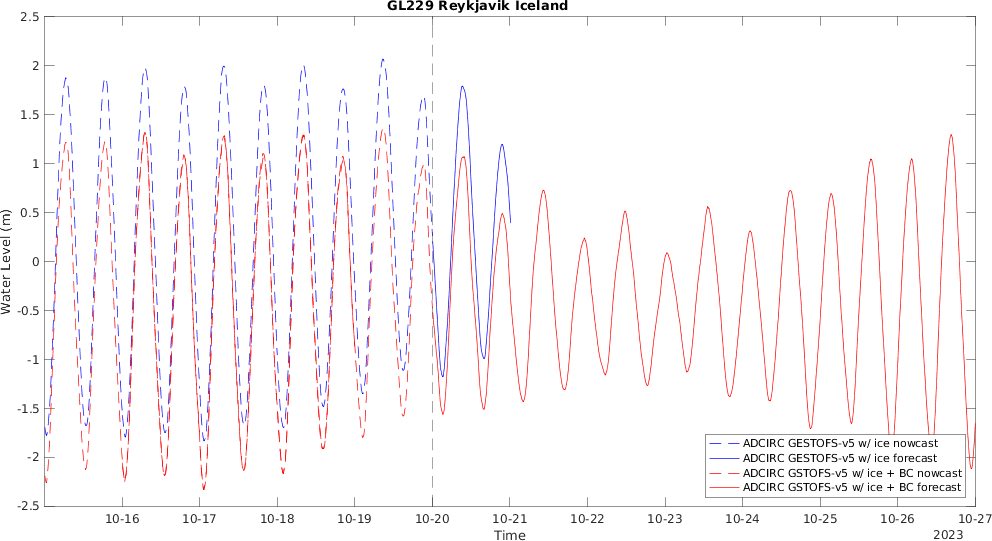 GL229 Reykjavik Iceland
2.5
2
1.5
1
0.5
0
-0.5
-1
-1.5
-2
-2.5
Water Level (m)
ADCIRC GESTOFS-v5 w/ ice nowcast
ADCIRC GESTOFS-v5 w/ ice forecast
ADCIRC GSTOFS-v5 w/ ice + BC nowcast
ADCIRC GSTOFS-v5 w/ ice + BC forecast
10-16 10-17 10-18 10-19 10-20 10-21 10-22 10-23 10-24 10-25 10-26 10-27
Time
2023